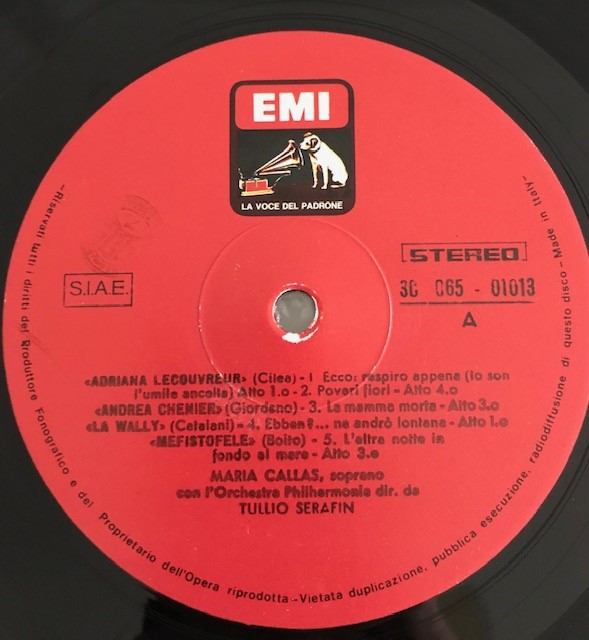 EMI
LA VOCE DEL PADRONE
S.I.A.E.
STEREO
3C 065 - 01013
A
«ADRIANA LECOUVREUR» (Cilea) - 1 Ecco: respiro appena (Io son
l'umile ancella) Atto 1.o - 2. Poveri fiori - Atto 4.o
«ANDREA CHENIER» (Giordano) - 3. La mamma morta - Atto 3.o
«LA WALLY» (Catalani) - 4. Ebben?... ne andrò lontana - Atto 1.o
«MEFISTOFELE» (Boito) - 5. L'altra notte in
fondo al mare - Atto 3.o
MARIA CALLAS, soprano
con l'Orchestra Philharmonia dir. da
TULLIO SERAFIN
-Riservati tutti i diritti del Produttore Fonografico e del Proprietario dell'Opera riprodotta-Vietata duplicazione, pubblica esecuzione, radiodiffusione di questo disco-Made in Italy-